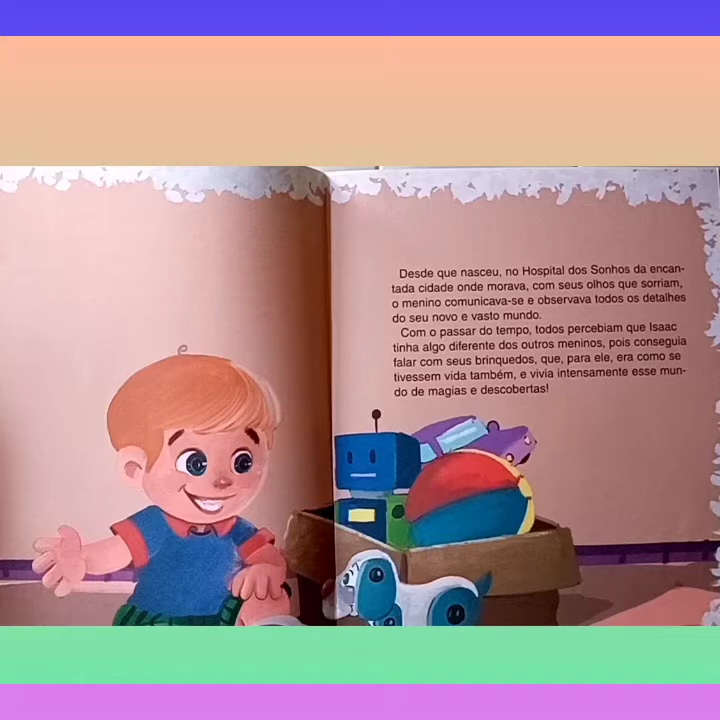 Desde que nasceu, no Hospital dos Sonhos da encan-
tada cidade onde morava, com seus olhos que sorriam,
o menino comunicava-se e observava todos os detalhes
do seu novo e vasto mundo.
Com o passar do tempo, todos percebiam que Isaac
tinha algo diferente dos outros meninos, pois conseguia
falar com seus brinquedos, que, para ele, era como se
tivessem vida também, e vivia intensamente esse mun-
do de magias e descobertas!